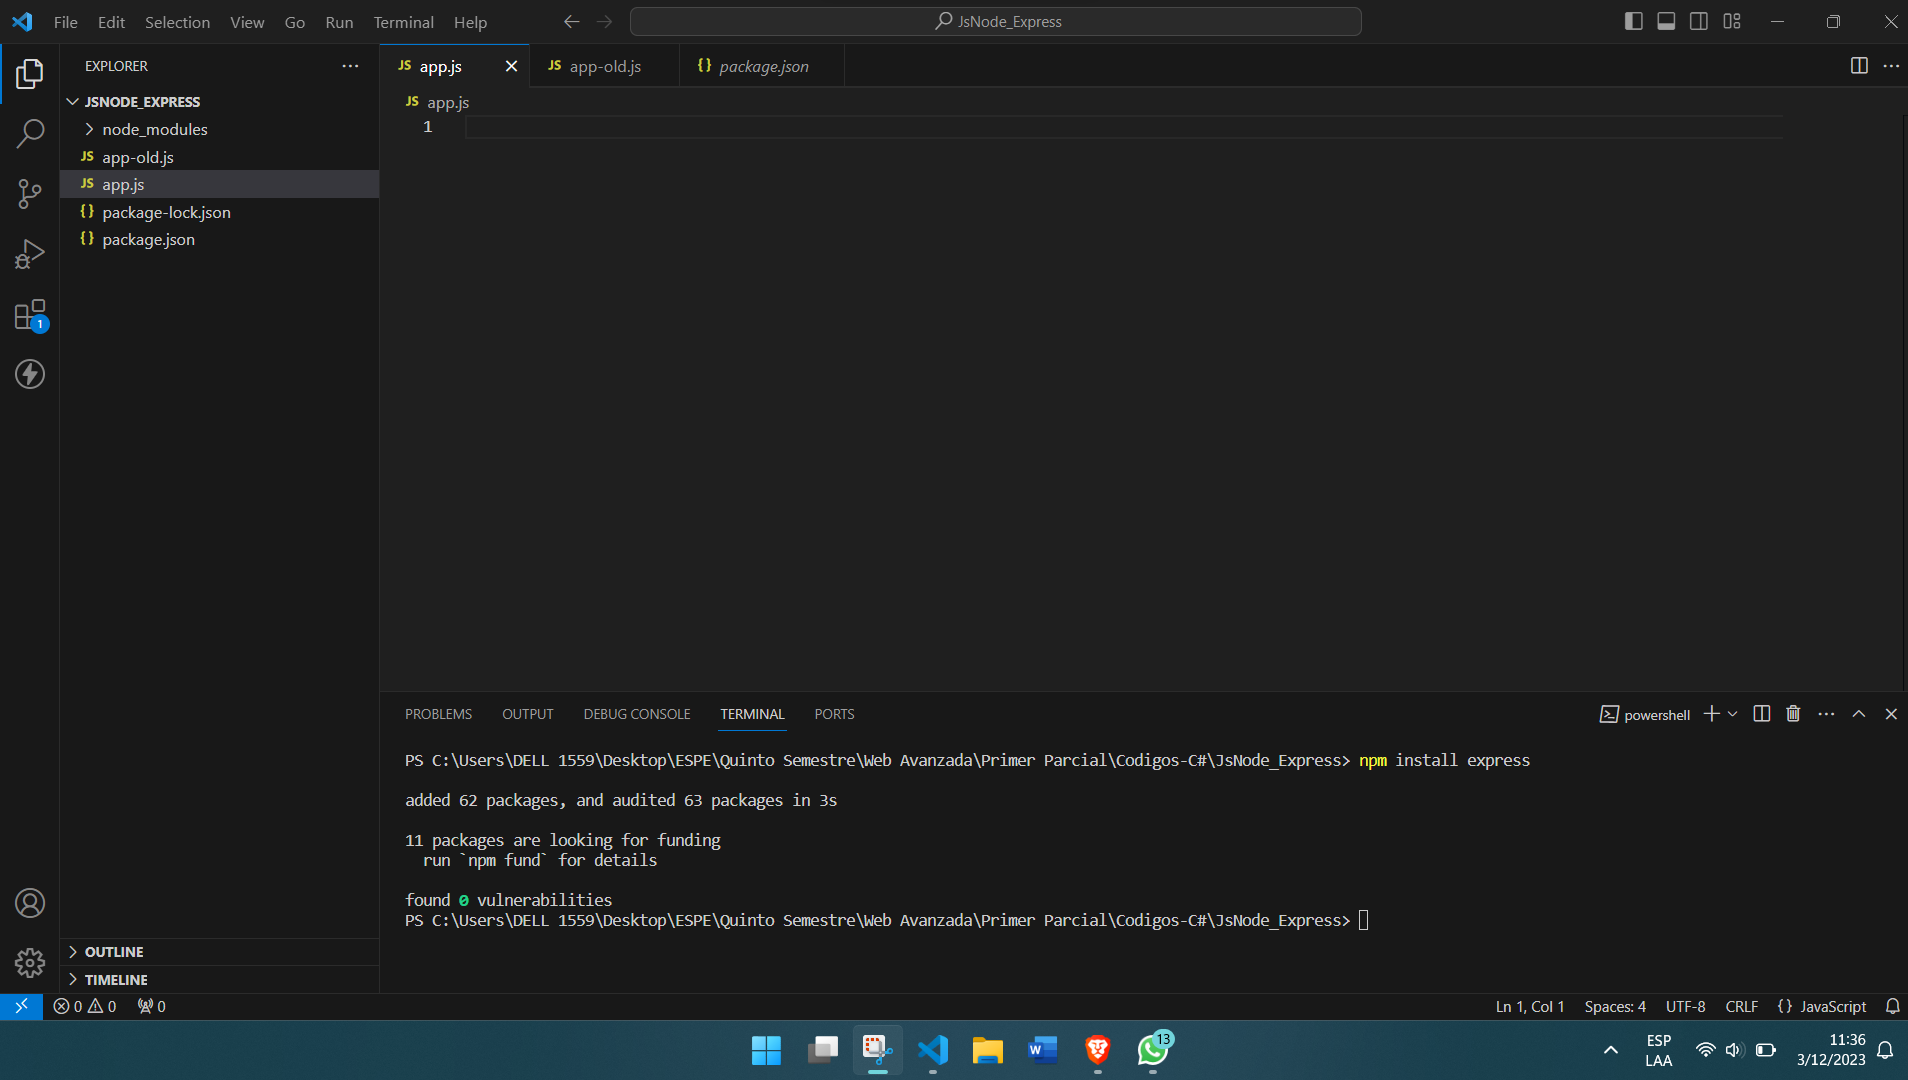 File Edit Selection View Go Run Terminal Help
JsNode_Express
EXPLORER
JSNODE_EXPRESS
node_modules
JS app-old.js
JS app.js
{} package-lock.json
{} package.json
OUTLINE
TIMELINE
1
JS app.js
JS app-old.js
{} package.json
JS app.js
1
PROBLEMS OUTPUT DEBUG CONSOLE TERMINAL PORTS
powershell
PS C:\Users\DELL 1559\Desktop\ESPE\Quinto Semestre\Web Avanzada\Primer Parcial\Codigos-C#\JsNode_Express> npm install express
added 62 packages, and audited 63 packages in 3s
11 packages are looking for funding
run `npm fund` for details
found 0 vulnerabilities
PS C:\Users\DELL 1559\Desktop\ESPE\Quinto Semestre\Web Avanzada\Primer Parcial\Codigos-C#\JsNode_Express>
0 0 0
Ln 1, Col 1 Spaces: 4 UTF-8 CRLF {} JavaScript
W
13
ESP
LAA
11:36
3/12/2023